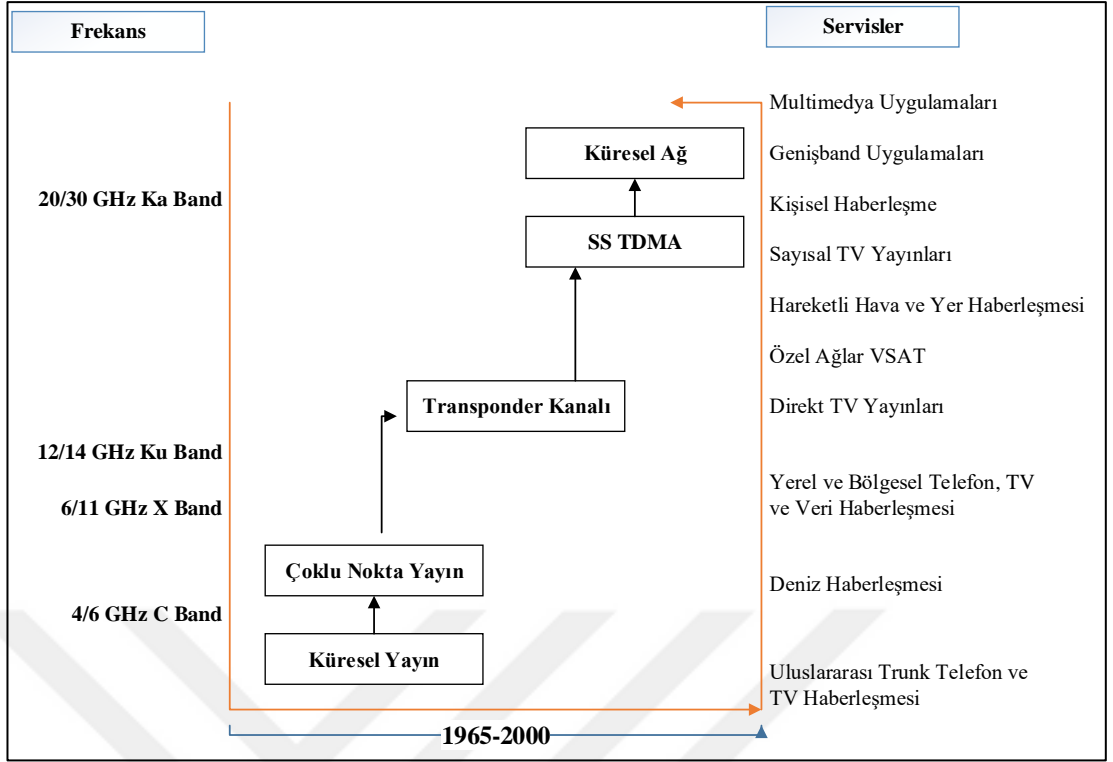 Frekans
Servisler
Multimedya Uygulamaları
Küresel Ağ
Genişband Uygulamaları
20/30 GHz Ka Band
Kişisel Haberleşme
SS TDMA
Sayısal TV Yayınları
Hareketli Hava ve Yer Haberleşmesi
Özel Ağlar VSAT
Transponder Kanalı
Direkt TV Yayınları
12/14 GHz Ku Band
Yerel ve Bölgesel Telefon, TV
ve Veri Haberleşmesi
6/11 GHz X Band
Çoklu Nokta Yayın
Deniz Haberleşmesi
4/6 GHz C Band
Küresel Yayın
Uluslararası Trunk Telefon ve
TV Haberleşmesi
1965-2000